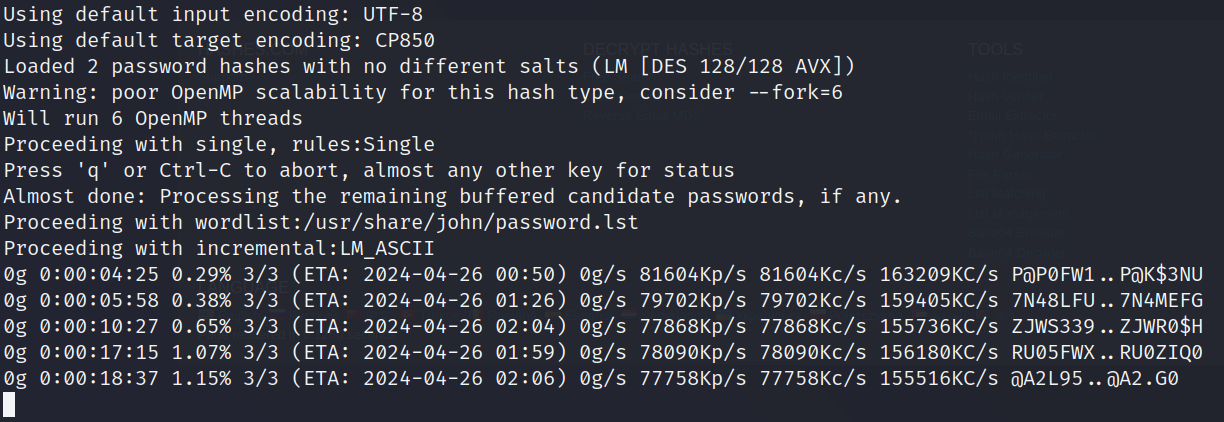 Using default input encoding: UTF-8
Using default target encoding: CP850
Loaded 2 password hashes with no different salts (LM [DES 128/128 AVX])
Warning: poor OpenMP scalability for this hash type, consider --fork=6
Will run 6 OpenMP threads
Proceeding with single, rules:Single
Press 'q' or Ctrl-C to abort, almost any other key for status
Almost done: Processing the remaining buffered candidate passwords, if any.
Proceeding with wordlist:/usr/share/john/password.lst
Proceeding with incremental:LM_ASCII
0g 0:00:04:25 0.29% 3/3 (ETA: 2024-04-26 00:50) 0g/s 81604Kp/s 81604Kc/s 163209KC/s P@P0FW1..P@K$3NU
0g 0:00:05:58 0.38% 3/3 (ETA: 2024-04-26 01:26) 0g/s 79702Kp/s 79702Kc/s 159405KC/s 7N48LFU..7N4MEFG
0g 0:00:10:27 0.65% 3/3 (ETA: 2024-04-26 02:04) 0g/s 77868Kp/s 77868Kc/s 155736KC/s ZJWS339..ZJWR0$H
0g 0:00:17:15 1.07% 3/3 (ETA: 2024-04-26 01:59) 0g/s 78090Kp/s 78090Kc/s 156180KC/s RU05FWX..RU0ZIQ0
0g 0:00:18:37 1.15% 3/3 (ETA: 2024-04-26 02:06) 0g/s 77758Kp/s 77758Kc/s 155516KC/s @A2L95..@A2.G0
DECRYPT HASHES
TOOLS